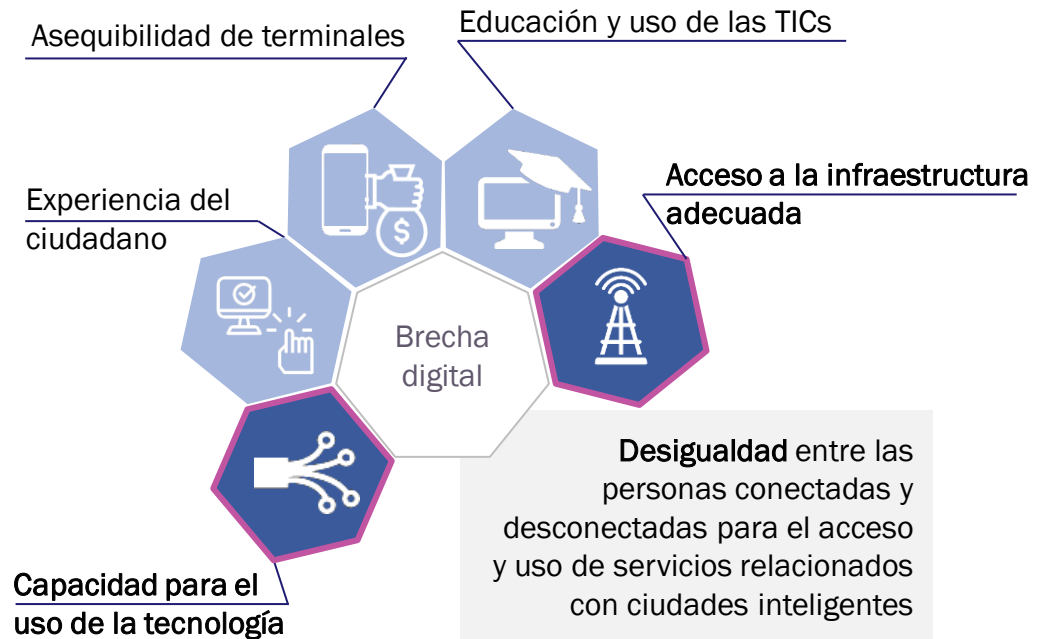 Asequibilidad de terminales
Educación y uso de las TICs
Acceso a la infraestructura
adecuada
Experiencia del
ciudadano
$
Brecha
digital
Desigualdad entre las
personas conectadas y
desconectadas para el acceso
y uso de servicios relacionados
con ciudades inteligentes
Capacidad para el
uso de la tecnología